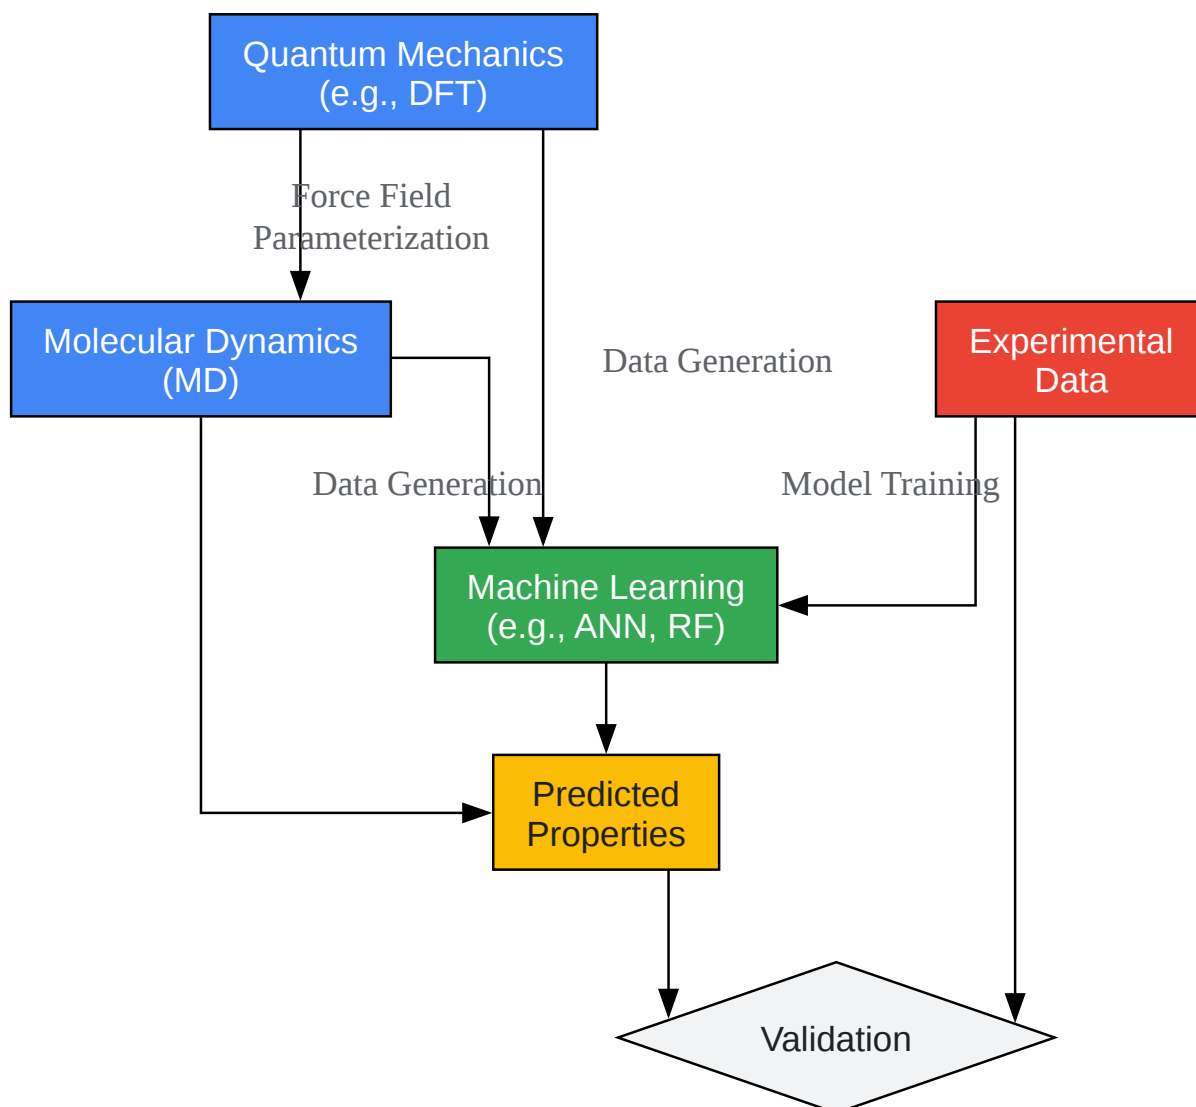 Quantum Mechanics
(e.g., DFT)
Force Field
Parameterization
Molecular Dynamics
(MD)
Data Generation
Experimental
Data
Data Generation
Model Training
Machine Learning
(e.g., ANN, RF)
Predicted
Properties
Validation